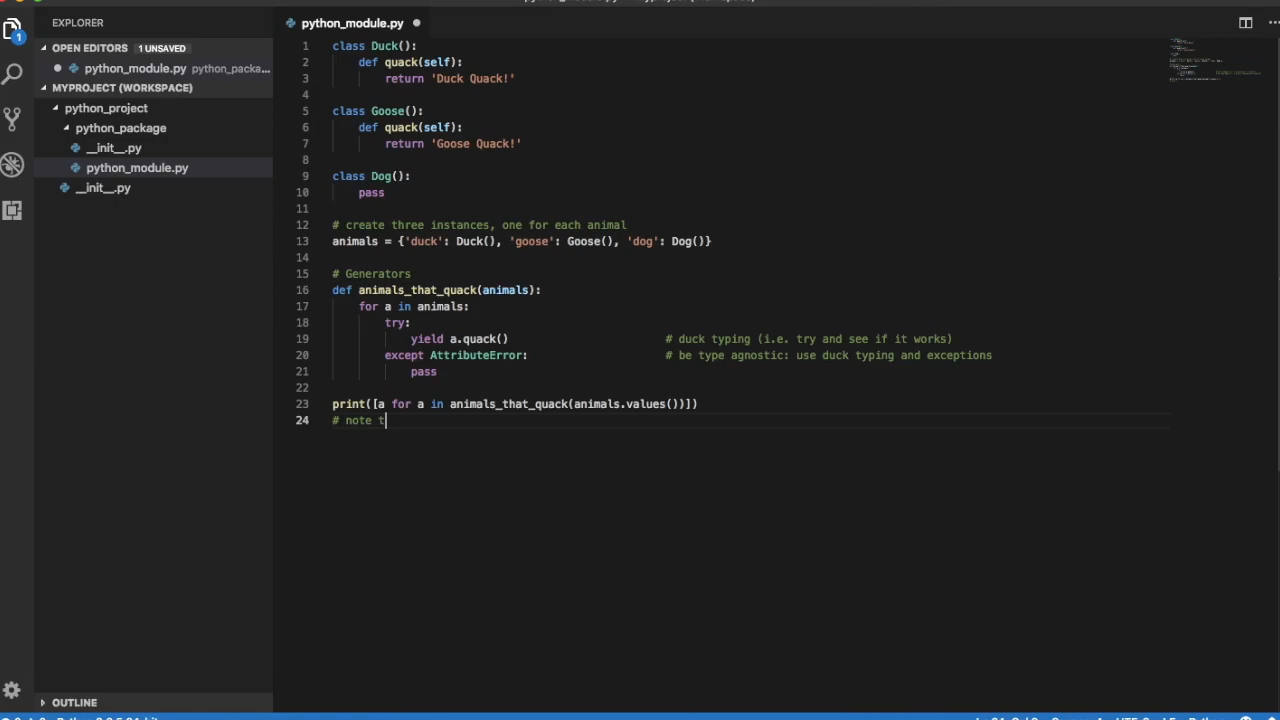 EXPLORER
OPEN EDITORS 1 UNSAVED
python_module.py python_packa...
MYPROJECT (WORKSPACE)
python_project
python_package
__init__.py
python_module.py
__init__.py
OUTLINE
1
python_module.py
1 class Duck():
2 def quack(self):
3 return 'Duck Quack!'
4
5 class Goose():
6 def quack(self):
7 return 'Goose Quack!'
8
9 class Dog():
10 pass
11
12 # create three instances, one for each animal
13 animals = {'duck': Duck(), 'goose': Goose(), 'dog': Dog()}
14
15 # Generators
16 def animals_that_quack(animals):
17 for a in animals:
18 try:
19 yield a.quack() # duck typing (i.e. try and see if it works)
20 except AttributeError: # be type agnostic: use duck typing and exceptions
21 pass
22
23 print([a for a in animals_that_quack(animals.values())])
24 # note t